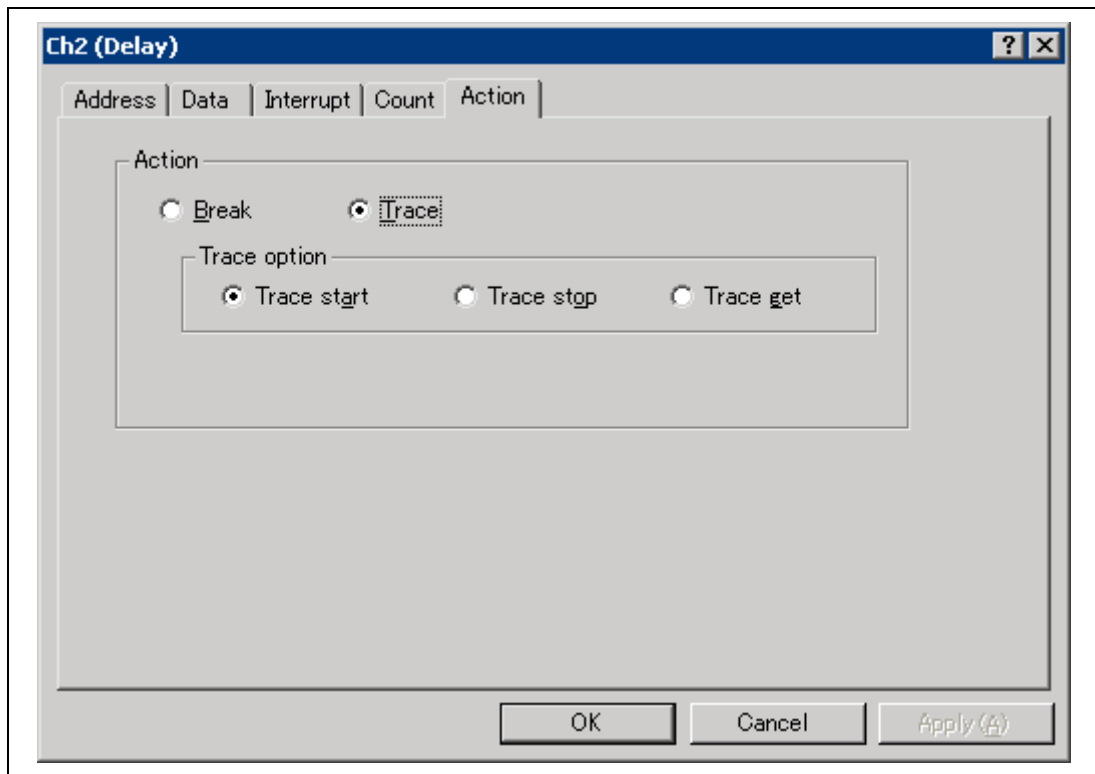 Ch2 (Delay)
Address Data Interrupt Count Action
Action
Break Trace
Trace option
Trace start Trace stop Trace get
OK Cancel Apply (A)